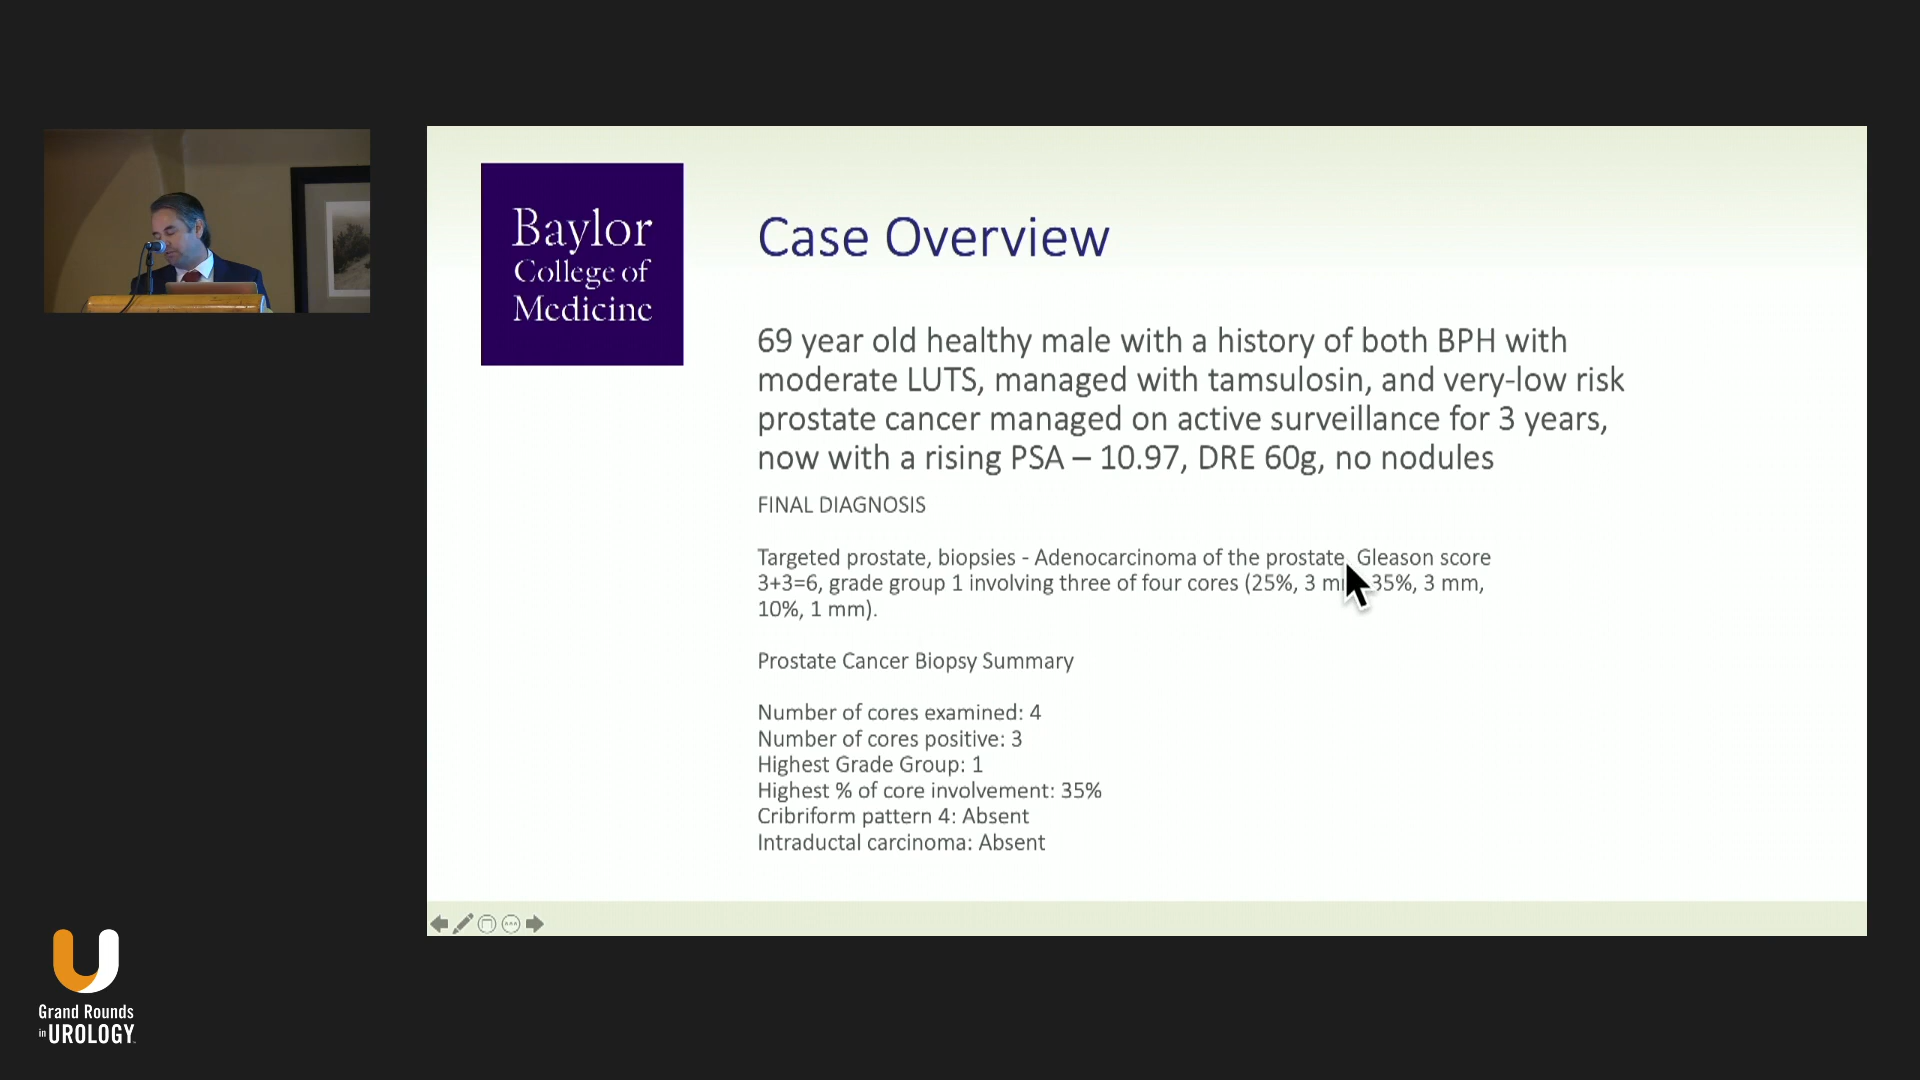 Baylor
College of
Medicine
Case Overview
69 year old healthy male with a history of both BPH with
moderate LUTS, managed with tamsulosin, and very-low risk
prostate cancer managed on active surveillance for 3 years,
now with a rising PSA – 10.97, DRE 60g, no nodules
FINAL DIAGNOSIS
Targeted prostate, biopsies - Adenocarcinoma of the prostate, Gleason score
3+3=6, grade group 1 involving three of four cores (25%, 3 35%, 3 mm,
10%, 1 mm).
Prostate Cancer Biopsy Summary
Number of cores examined: 4
Number of cores positive: 3
Highest Grade Group: 1
Highest % of core involvement: 35%
Cribriform pattern 4: Absent
Intraductal carcinoma: Absent
Grand Rounds
in UROLOGY